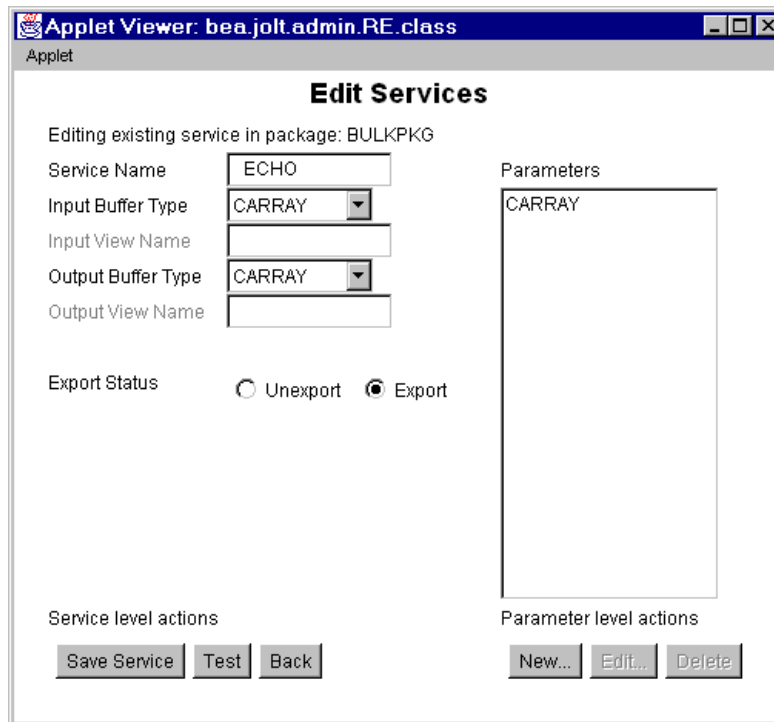 Applet Viewer: bea.jolt.admin.RE.class
Applet
Edit Services
Editing existing service in package: BULKPKG
Service Name ECHO
Parameters
Input Buffer Type CARRAY
CARRAY
Input View Name
Output Buffer Type CARRAY
Output View Name
Export Status Unexport Export
Service level actions
Parameter level actions
Save Service Test Back
New... Edit... Delete